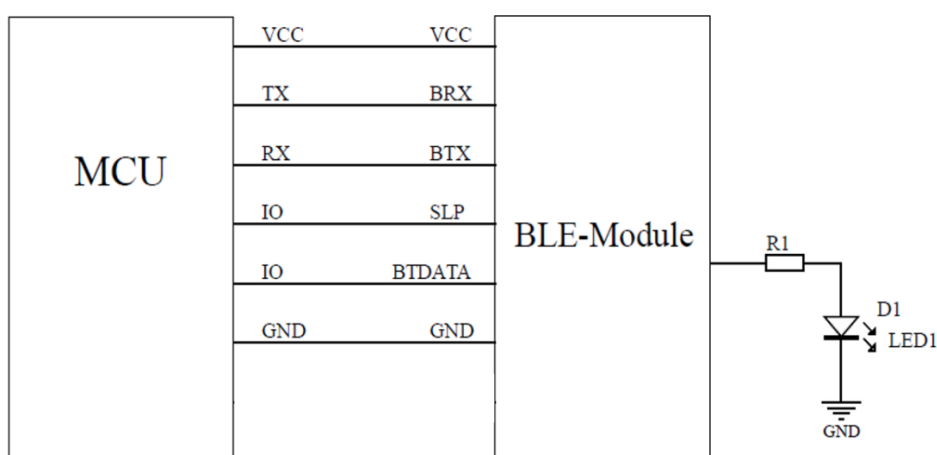 VCC VCC
TX BRX
MCU
RX BTX
IO SLP
BLE-Module
R1
IO BTDATA
D1
GND GND
LED1
GND